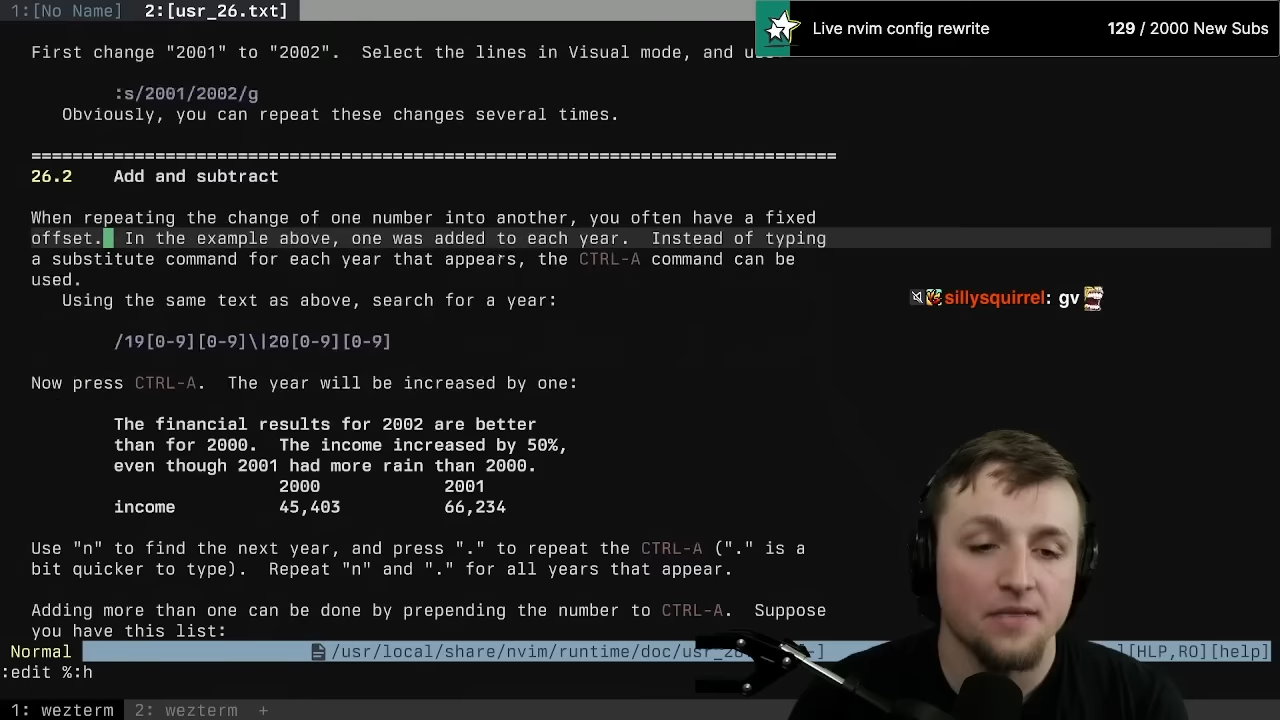 1:[No Name]  2:[usr_26.txt]
Live nvim config rewrite  129 / 2000 New Subs
First change "2001" to "2002".  Select the lines in Visual mode, and
:s/2001/2002/g
Obviously, you can repeat these changes several times.
==============================================================================
26.2    Add and subtract
When repeating the change of one number into another, you often have a fixed
offset.  In the example above, one was added to each year.  Instead of typing
a substitute command for each year that appears, the CTRL-A command can be
used.
Using the same text as above, search for a year:
sillysquirrel: gv
/19[0-9][0-9]\|20[0-9][0-9]
Now press CTRL-A.  The year will be increased by one:
The financial results for 2002 are better
than for 2000.  The income increased by 50%,
even though 2001 had more rain than 2000.
2000            2001
income          45,403          66,234
Use "n" to find the next year, and press "." to repeat the CTRL-A ("." is a
bit quicker to type).  Repeat "n" and "." for all years that appear.
Adding more than one can be done by prepending the number to CTRL-A.  Suppose
you have this list:
Normal  /usr/local/share/nvim/runtime/doc/usr_2  ][HLP,RO][help]
:edit %:h
1: wezterm  2: wezterm  +